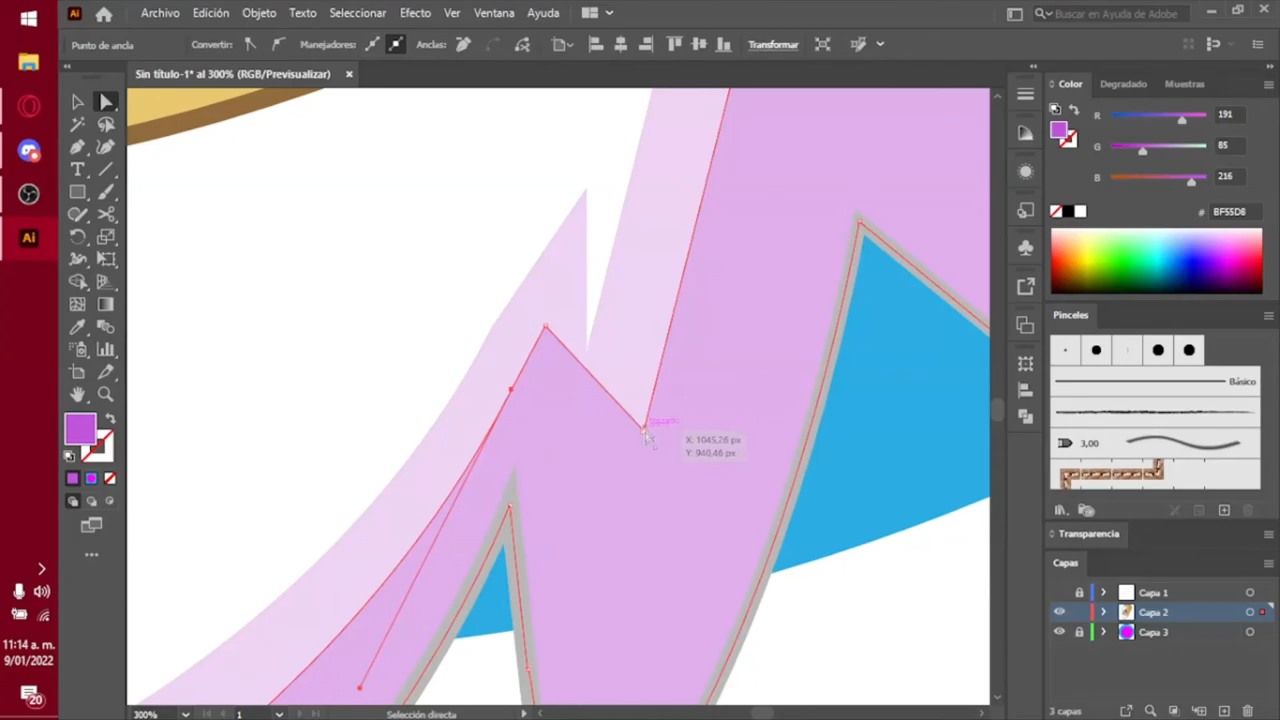 Ai
Archivo Edición Objeto Texto Seleccionar Efecto Ver Ventana Ayuda
Buscar en Ayuda de Adobe
Punto de ancla
Convertir:
Manejadores:
Anclas:
Transformar
Sin título-1* al 300% (RGB/Previsualizar)
Color
Degradado
Muestras
R
191
G
85
B
216
#
BF55D8
X: 1045,26 px
Y: 940,46 px
Pinceles
Básico
3,00
Transparencia
Capas
Capa 1
Capa 2
Capa 3
3 capas
300%
1
Selección directa
Ai
11:14 a. m.
9/01/2022
20